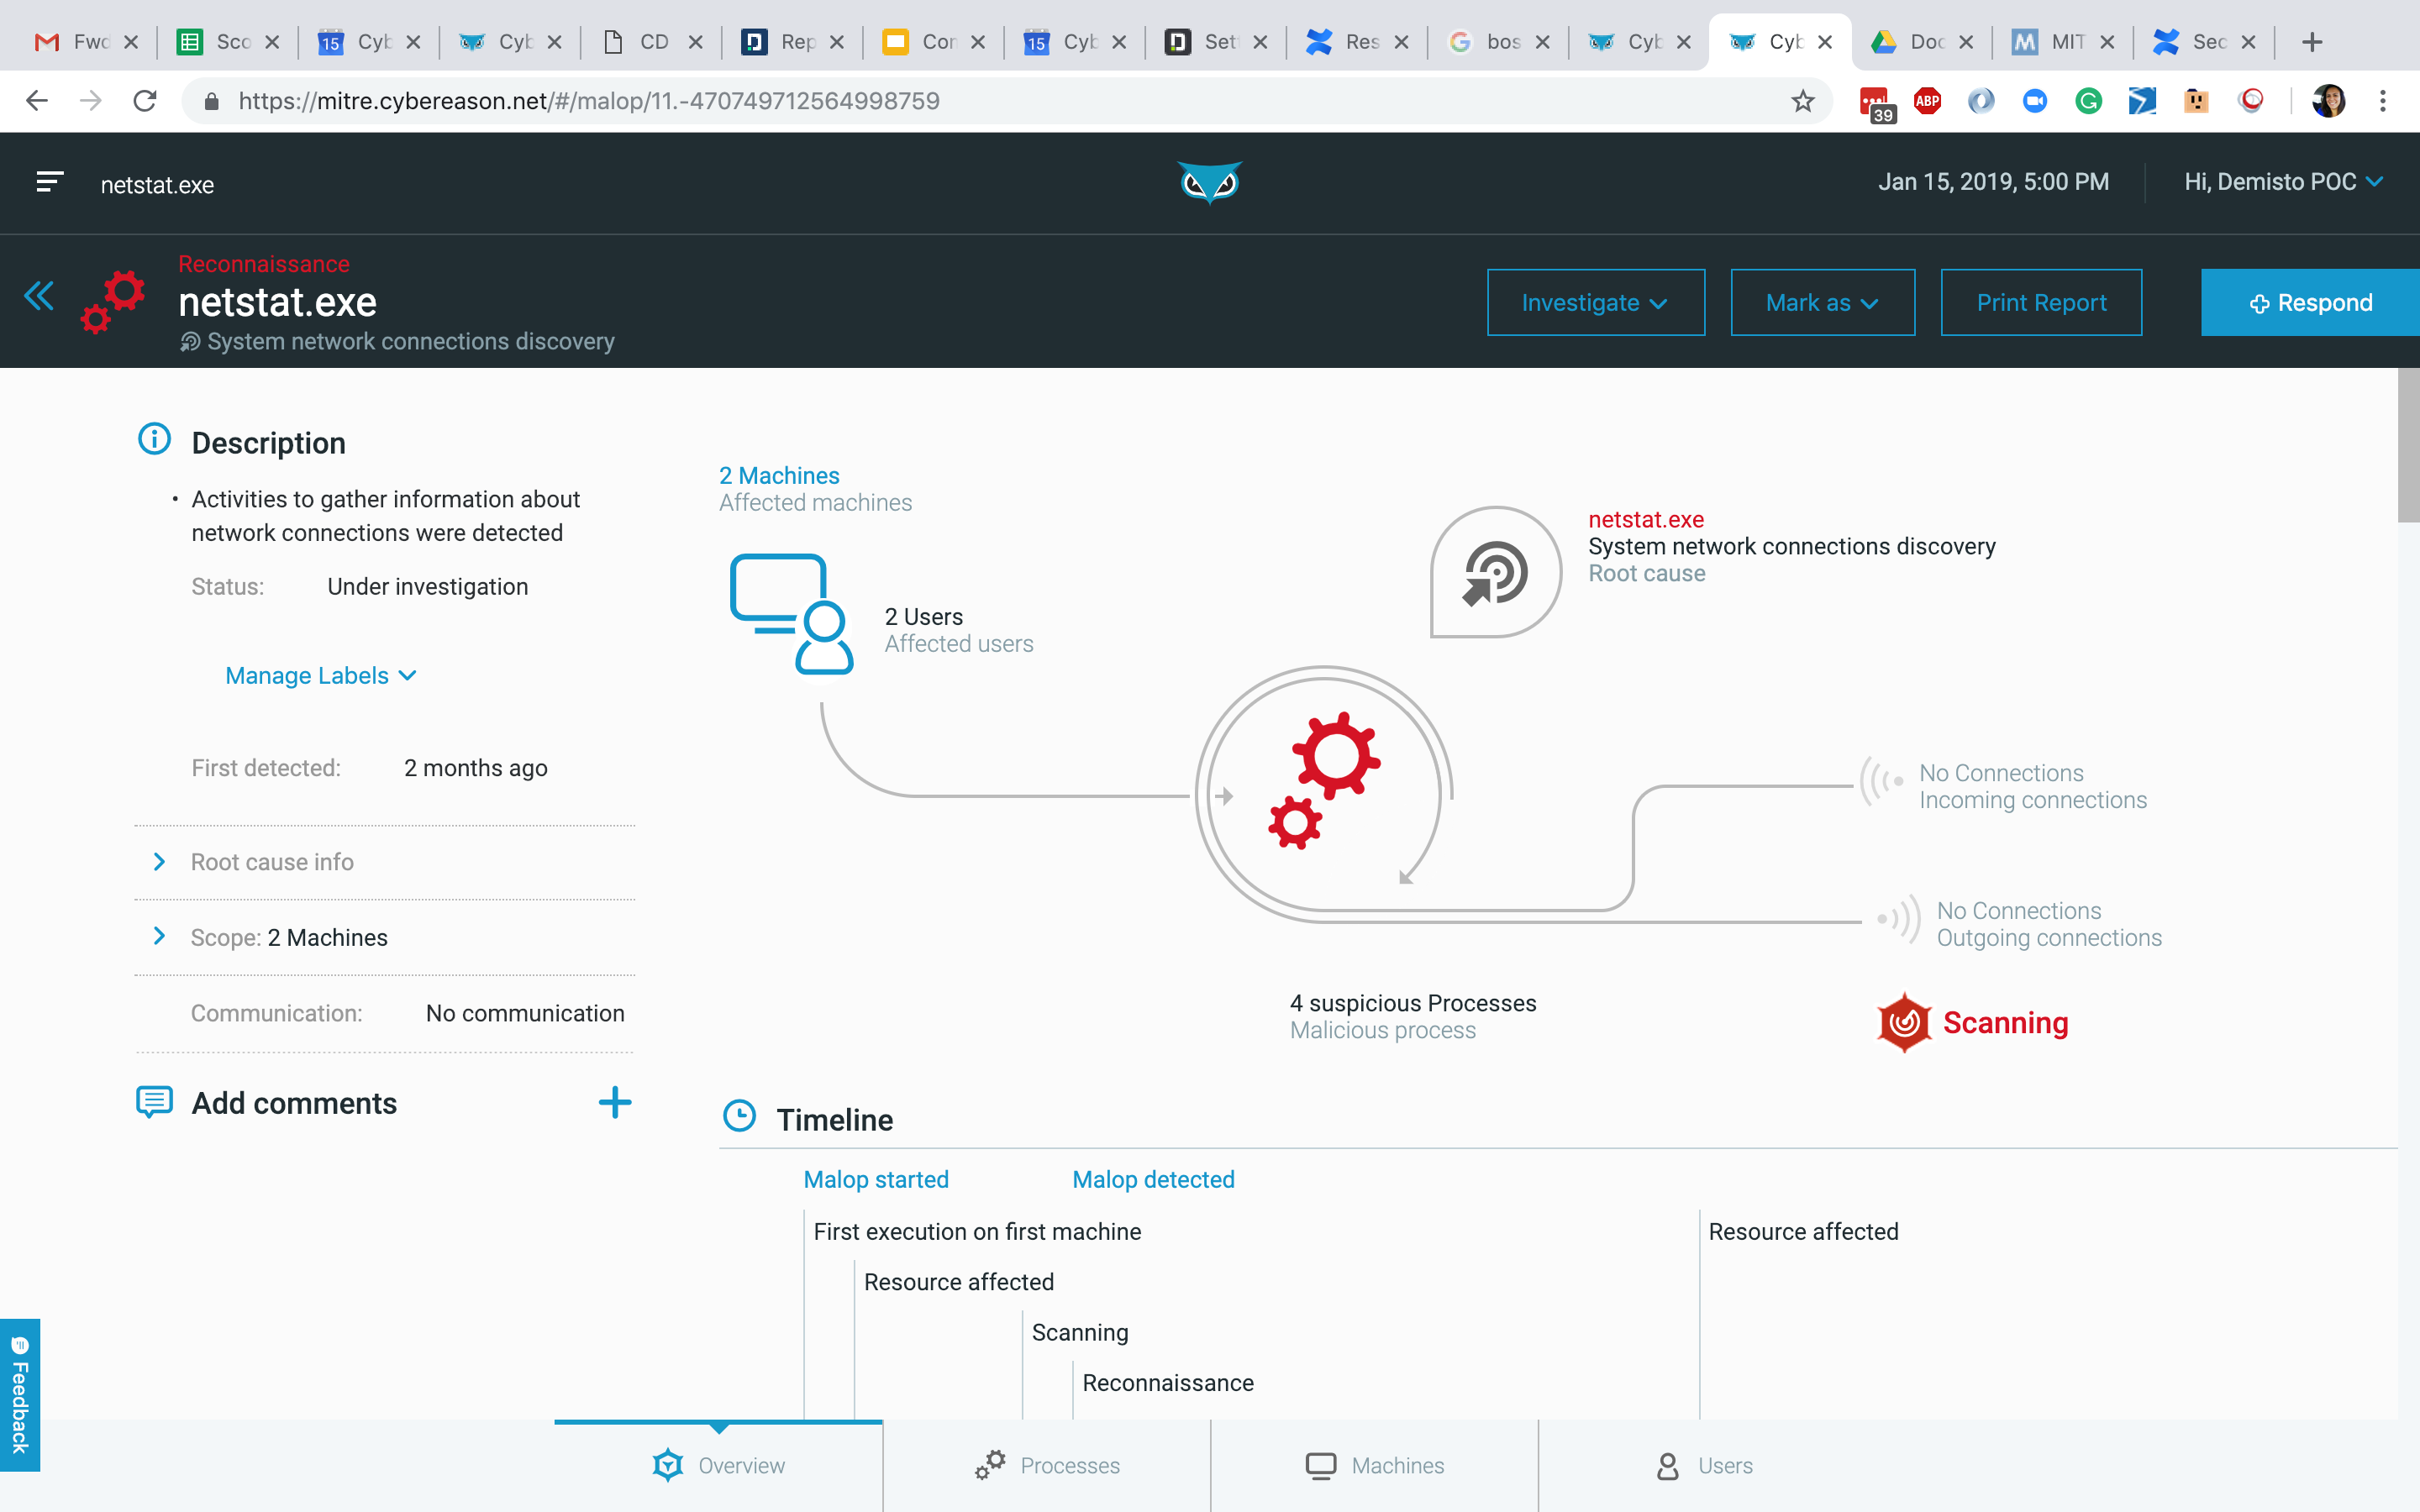 Fwd
Sco
15
Cyb
Cyb
CD
Rep
Con
15
Cyb
Set
Res
bos
Cyb
Cyb
Doc
MIT
Sec
https://mitre.cybereason.net/#/malop/11.-470749712564998759
39
ABP
netstat.exe
Jan 15, 2019, 5:00 PM
Hi, Demisto POC
Reconnaissance
netstat.exe
System network connections discovery
Investigate
Mark as
Print Report
Respond
Description
• Activities to gather information about
network connections were detected
Status: Under investigation
Manage Labels
First detected: 2 months ago
Root cause info
Scope: 2 Machines
Communication: No communication
Add comments
2 Machines
Affected machines
2 Users
Affected users
netstat.exe
System network connections discovery
Root cause
No Connections
Incoming connections
No Connections
Outgoing connections
4 suspicious Processes
Malicious process
Scanning
Timeline
Malop started
Malop detected
First execution on first machine
Resource affected
Resource affected
Scanning
Reconnaissance
Feedback
Overview
Processes
Machines
Users